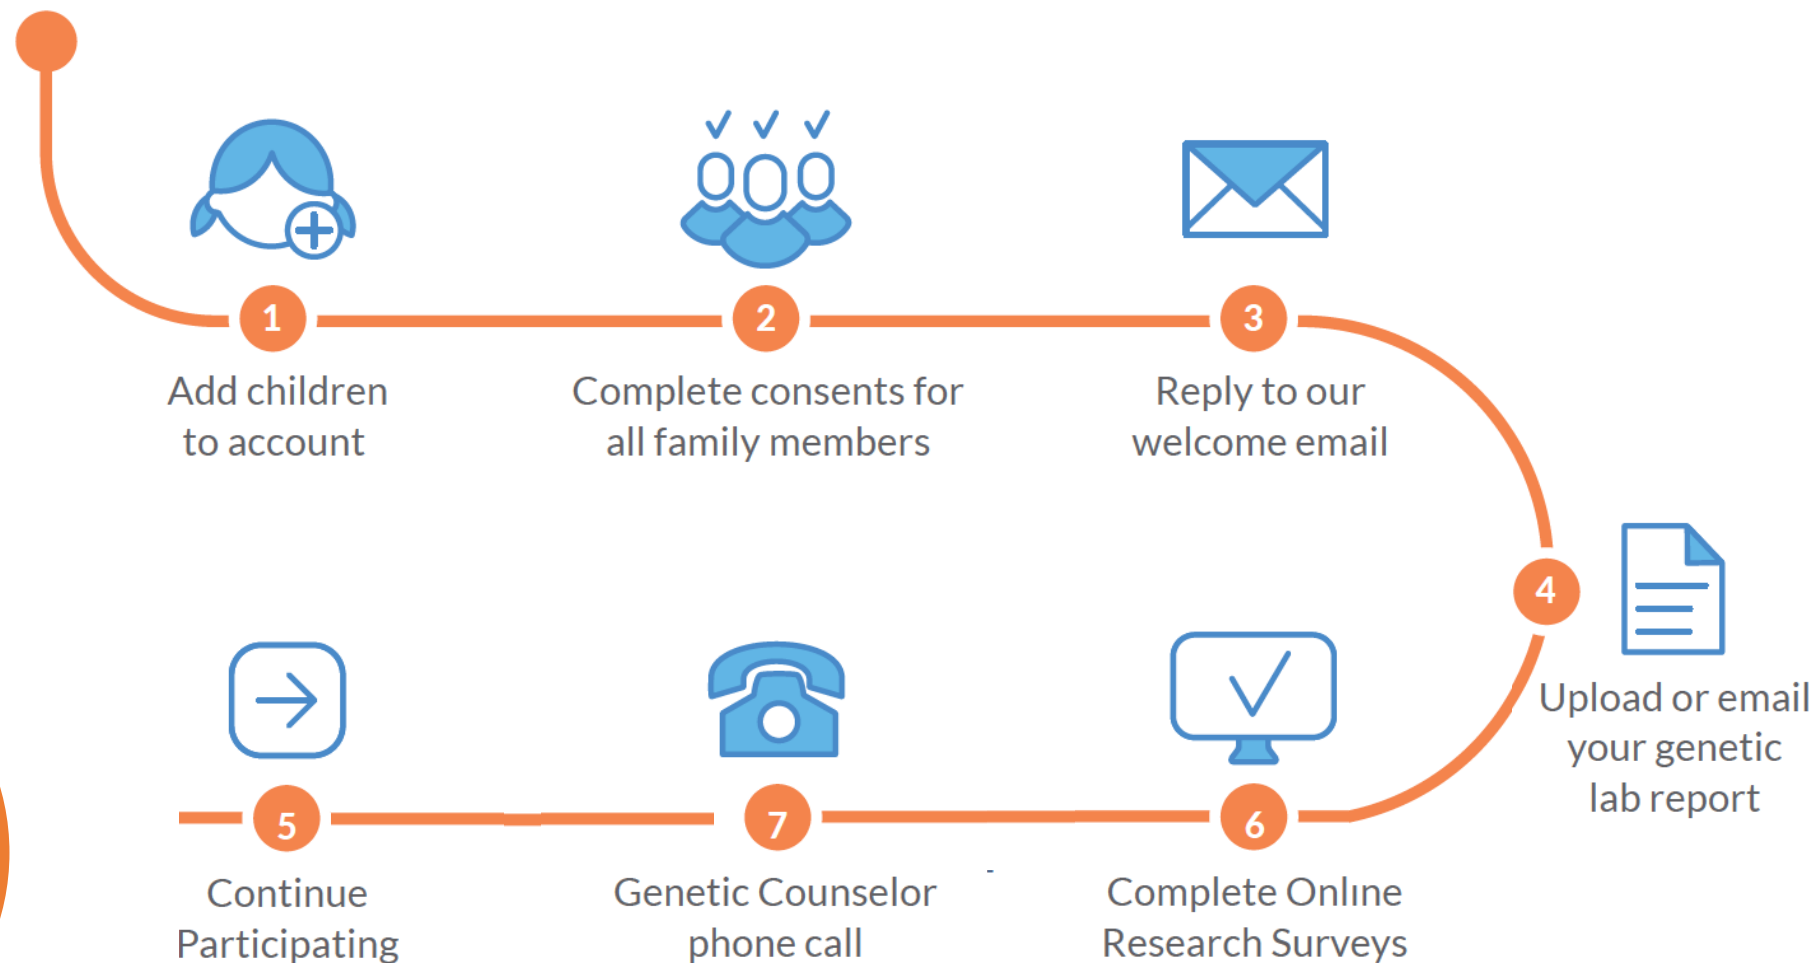 1
Add children
to account
2
Complete consents for
all family members
3
Reply to our
welcome email
4
Upload or email
your genetic
lab report
5
Continue
Participating
7
Genetic Counselor
phone call
6
Complete Online
Research Surveys